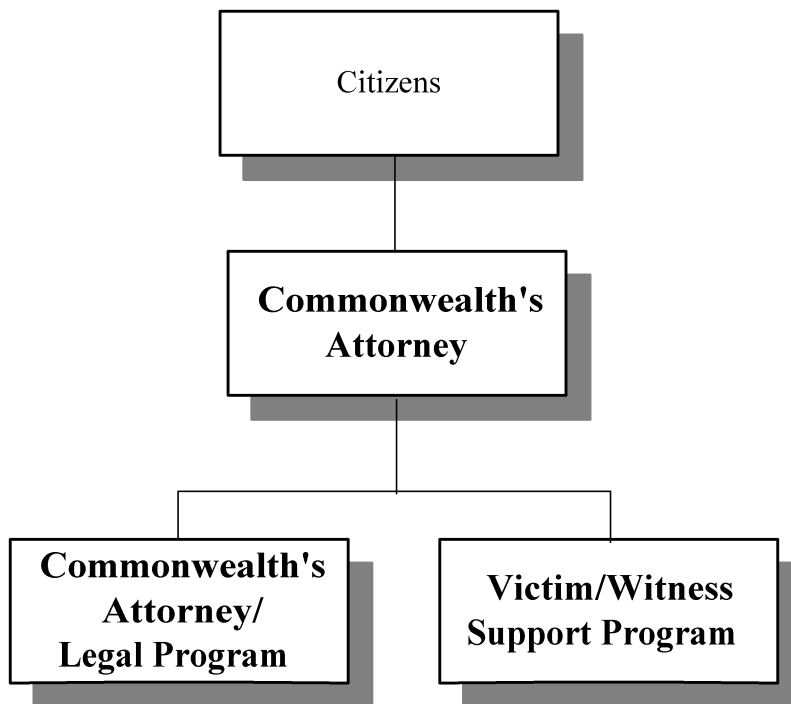 Citizens
Commonwealth's
Attorney
Commonwealth's
Attorney/
Legal Program
Victim/Witness
Support Program